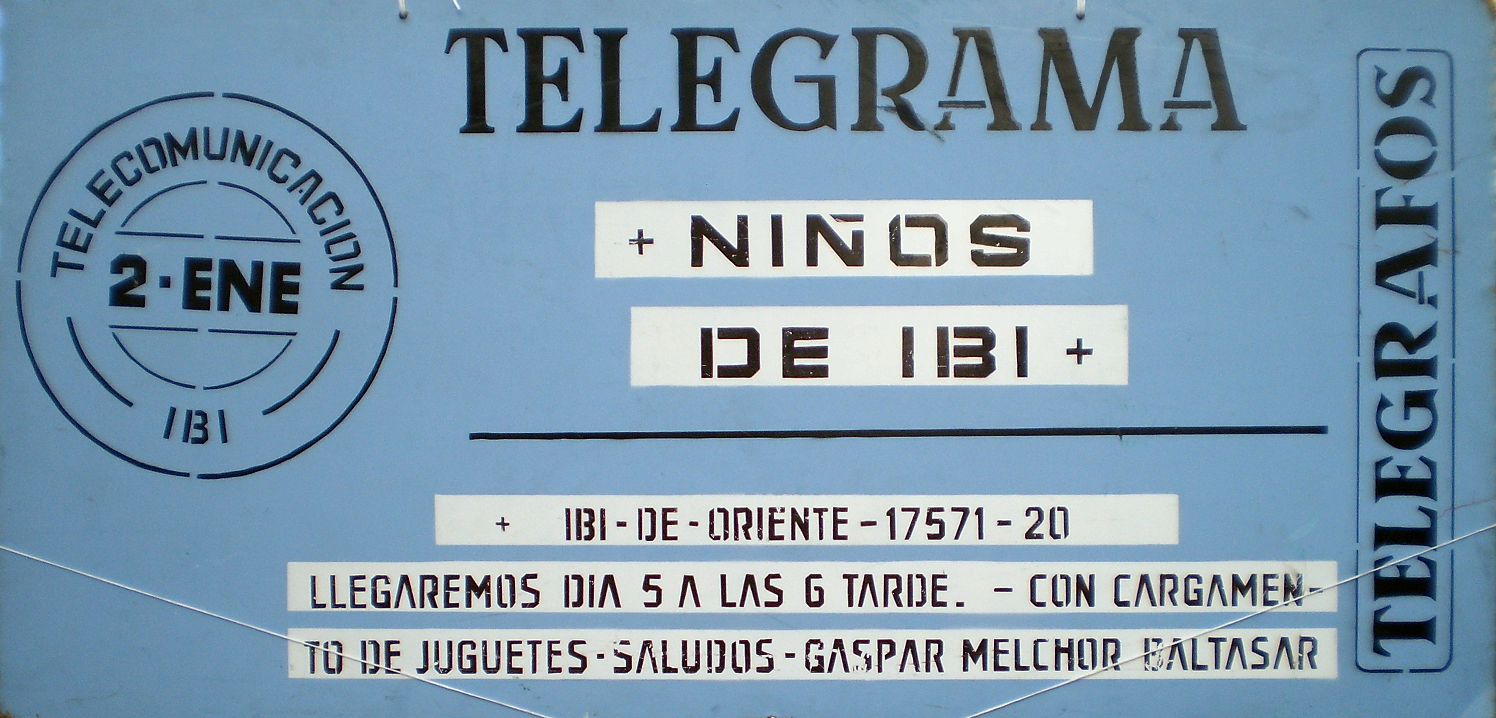 TELEGRAMA
TELECOMUNICACION
2·ENE
IBI
+ NIÑOS
DE IBI +
+ IBI-DE-ORIENTE-17571-20
LLEGAREMOS DIA 5 A LAS 6 TARDE. - CON CARGAMEN-
TO DE JUGUETES-SALUDOS-GASPAR MELCHOR BALTASAR
TELEGRAFOS